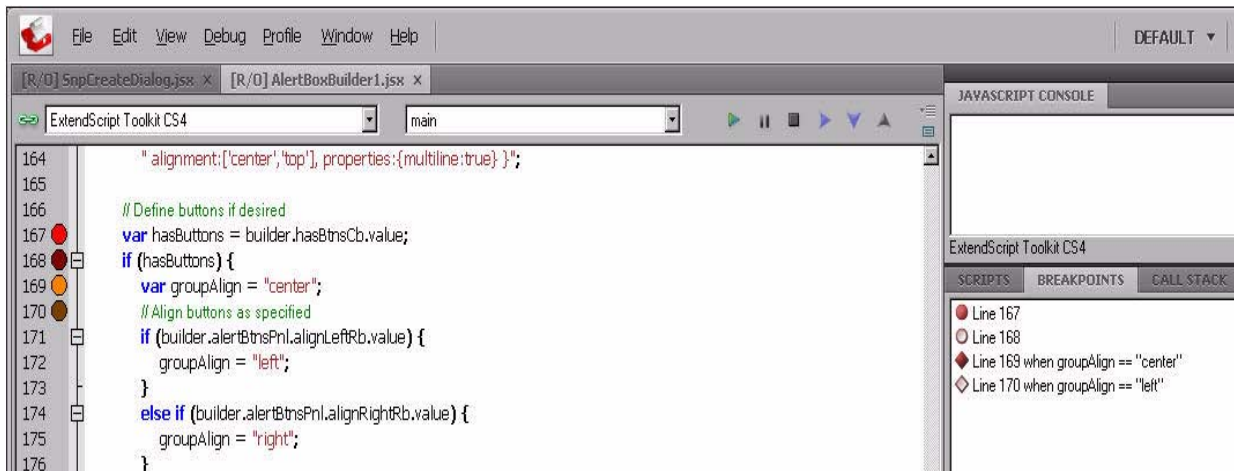 File Edit View Debug Profile Window Help
DEFAULT
[R/O] SnpCreateDialog.jsx ×
[R/O] AlertBoxBuilder1.jsx ×
ExtendScript Toolkit CS4
main
164 " alignment:['center','top'], properties:{multiline:true} }";
165
166 // Define buttons if desired
167 var hasButtons = builder.hasBtnsCb.value;
168 if (hasButtons) {
169 var groupAlign = "center";
170 // Align buttons as specified
171 if (builder.alertBtnsPnl.alignLeftRb.value) {
172 groupAlign = "left";
173 }
174 else if (builder.alertBtnsPnl.alignRightRb.value) {
175 groupAlign = "right";
176 }
JAVASCRIPT CONSOLE
ExtendScript Toolkit CS4
SCRIPTS BREAKPOINTS CALL STACK
Line 167
Line 168
Line 169 when groupAlign == "center"
Line 170 when groupAlign == "left"